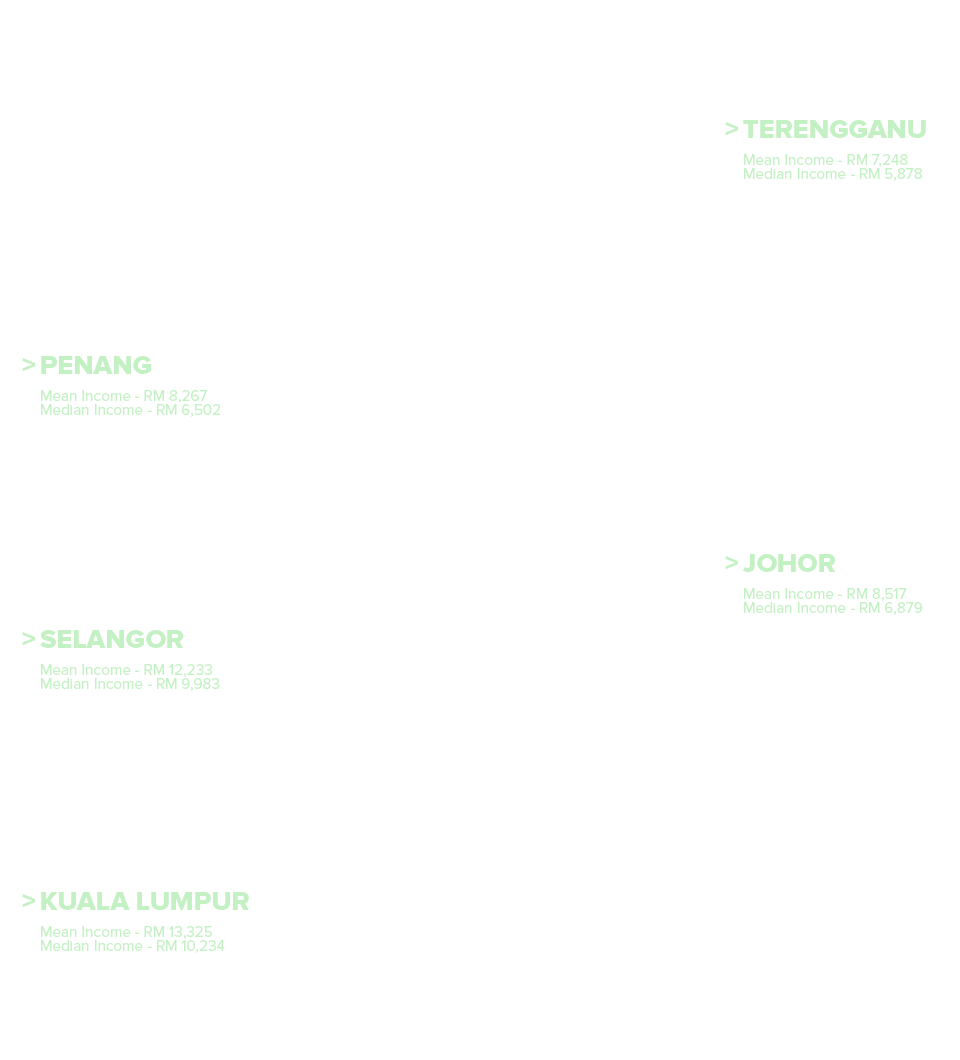 > TERENGGANU
Mean Income - RM 7,248
Median Income - RM 5,878
> PENANG
Mean Income - RM 8,267
Median Income - RM 6,502
> JOHOR
Mean Income - RM 8,517
Median Income - RM 6,879
> SELANGOR
Mean Income - RM 12,233
Median Income - RM 9,983
> KUALA LUMPUR
Mean Income - RM 13,325
Median Income - RM 10,234